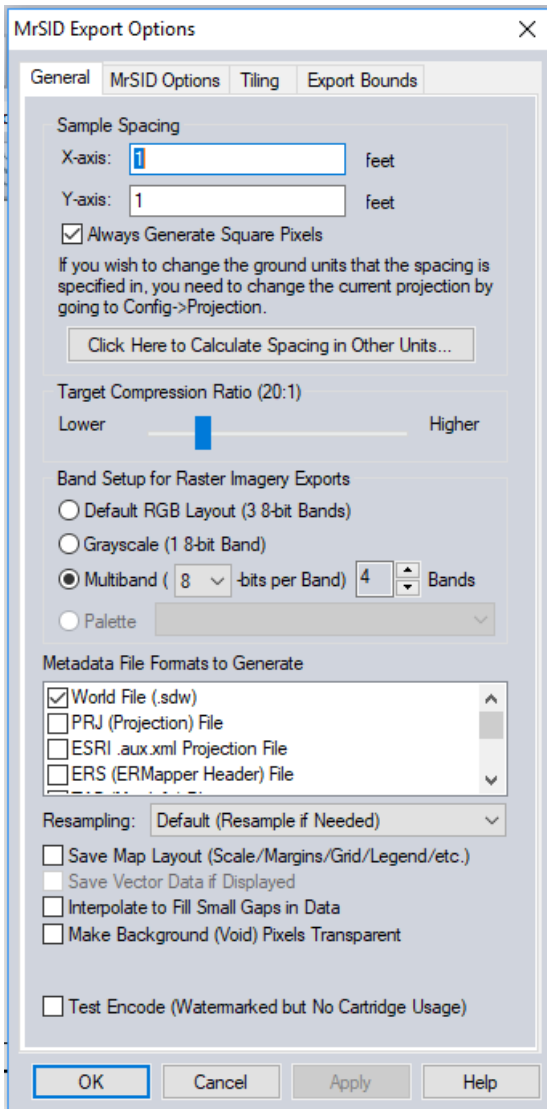 MrSID Export Options
General MrSID Options Tiling Export Bounds
Sample Spacing
X-axis: 1 feet
Y-axis: 1 feet
Always Generate Square Pixels
If you wish to change the ground units that the spacing is
specified in, you need to change the current projection by
going to Config->Projection.
Click Here to Calculate Spacing in Other Units...
Target Compression Ratio (20:1)
Lower Higher
Band Setup for Raster Imagery Exports
Default RGB Layout (3 8-bit Bands)
Grayscale (1 8-bit Band)
Multiband ( 8 -bits per Band) 4 Bands
Palette
Metadata File Formats to Generate
World File (.sdw)
PRJ (Projection) File
ESRI .aux.xml Projection File
ERS (ERMapper Header) File
Resampling: Default (Resample if Needed)
Save Map Layout (Scale/Margins/Grid/Legend/etc.)
Save Vector Data if Displayed
Interpolate to Fill Small Gaps in Data
Make Background (Void) Pixels Transparent
Test Encode (Watermarked but No Cartridge Usage)
OK Cancel Apply Help